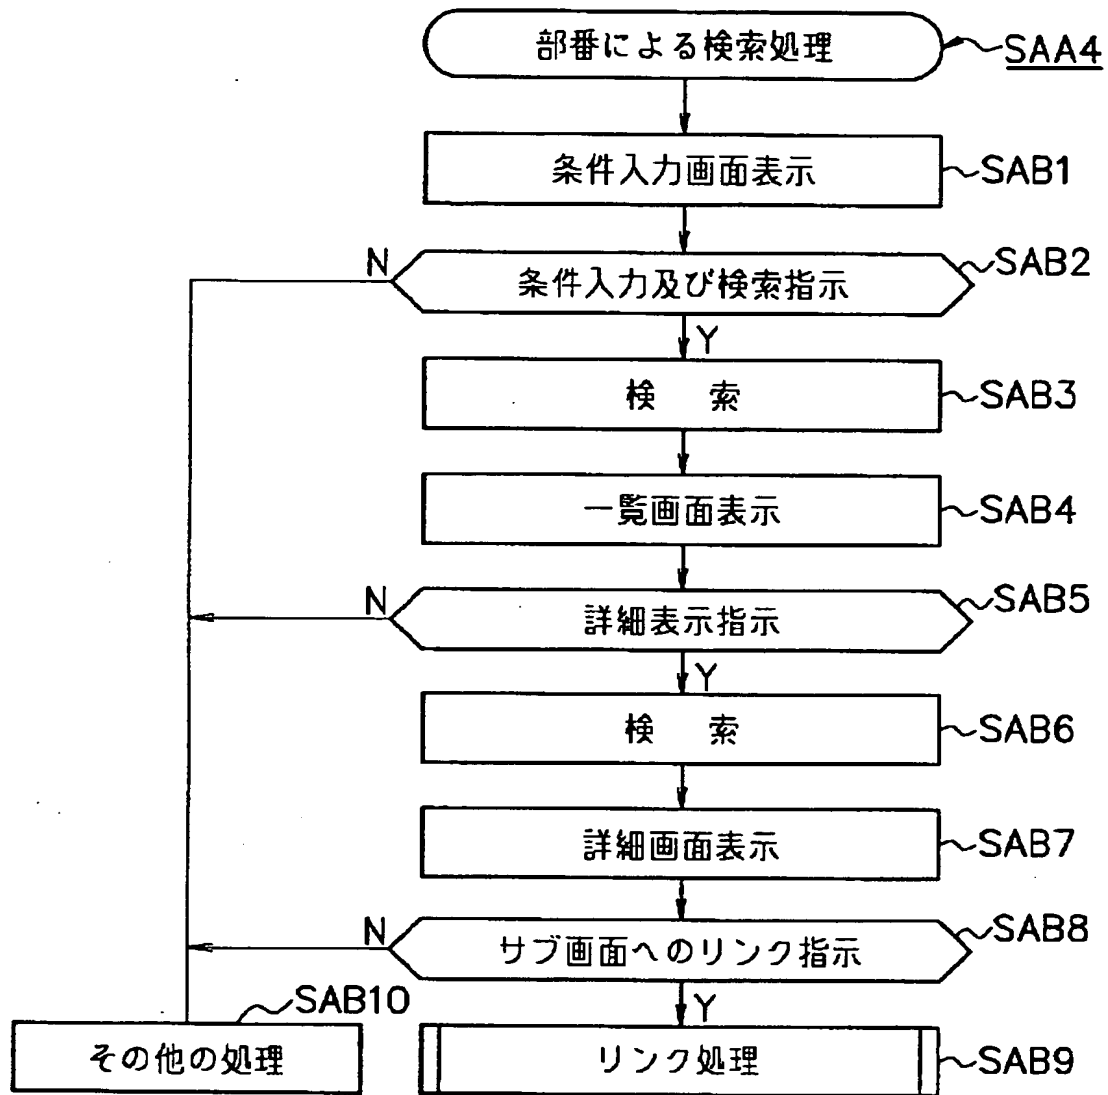 部番による検索処理
SAA4
条件入力画面表示
SAB1
N
条件入力及び検索指示
SAB2
Y
検 索
SAB3
一覧画面表示
SAB4
N
詳細表示指示
SAB5
Y
検 索
SAB6
詳細画面表示
SAB7
N
サブ画面へのリンク指示
SAB8
Y
SAB10
その他の処理
リンク処理
SAB9